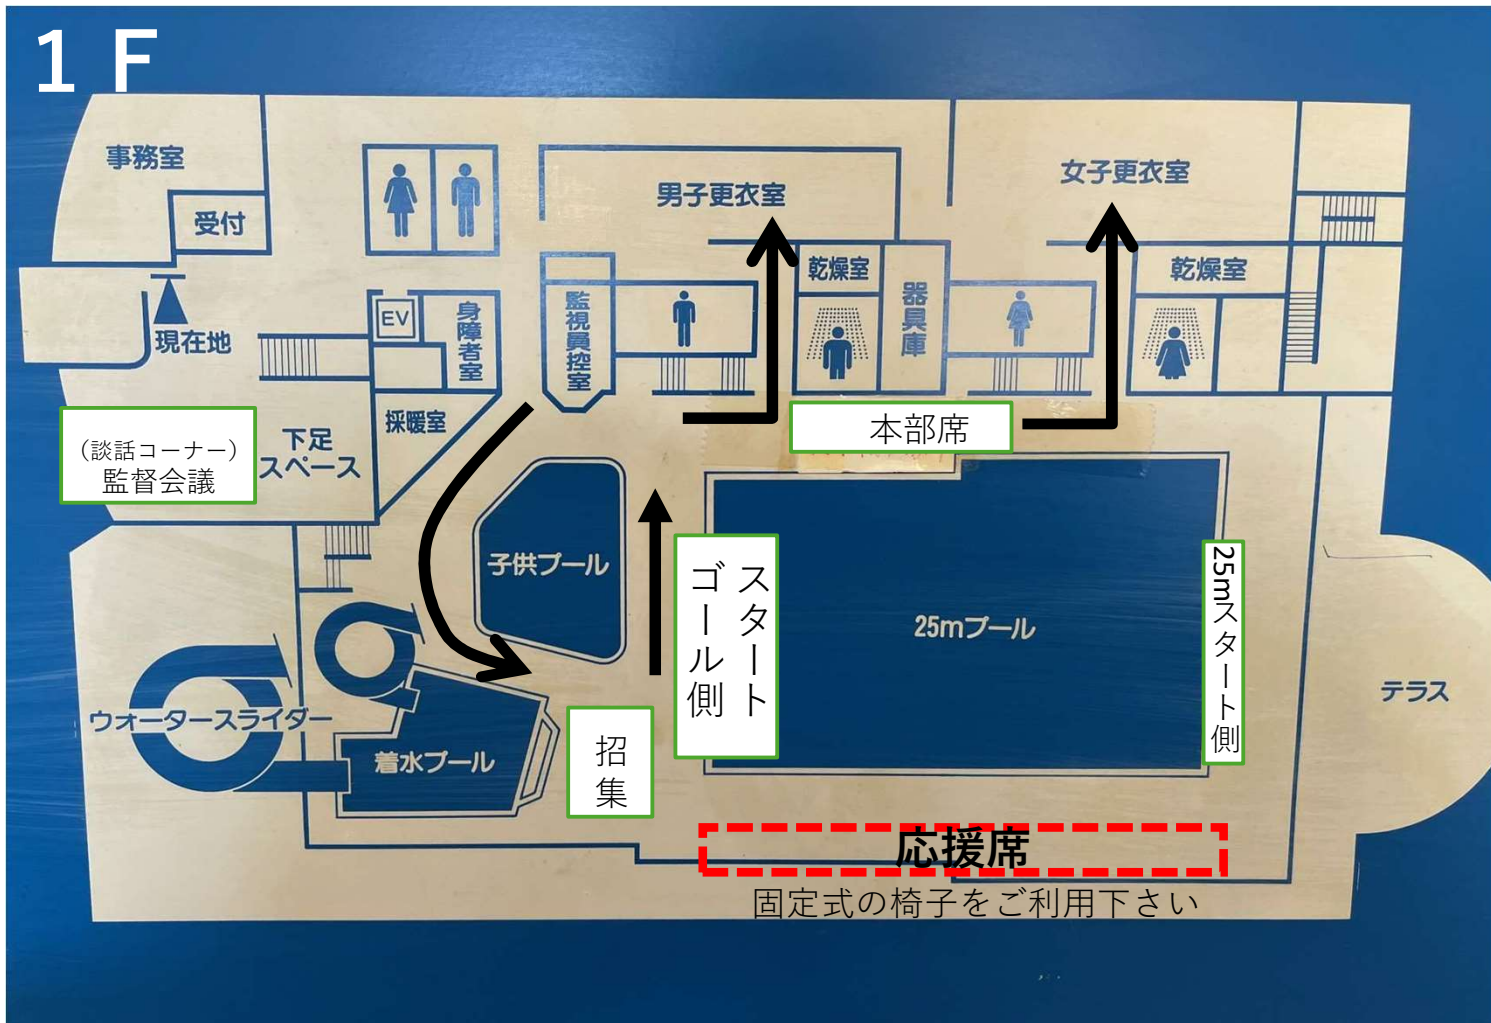 １Ｆ
事務室
受付
現在地
男子更衣室
女子更衣室
乾燥室
乾燥室
器具庫
監視員控室
EV
身障者室
採暖室
下足
スペース
（談話コーナー）
監督会議
本部席
子供プール
スタート
ゴール側
25mプール
25mスタート側
テラス
ウォータースライダー
着水プール
招集
応援席
固定式の椅子をご利用下さい